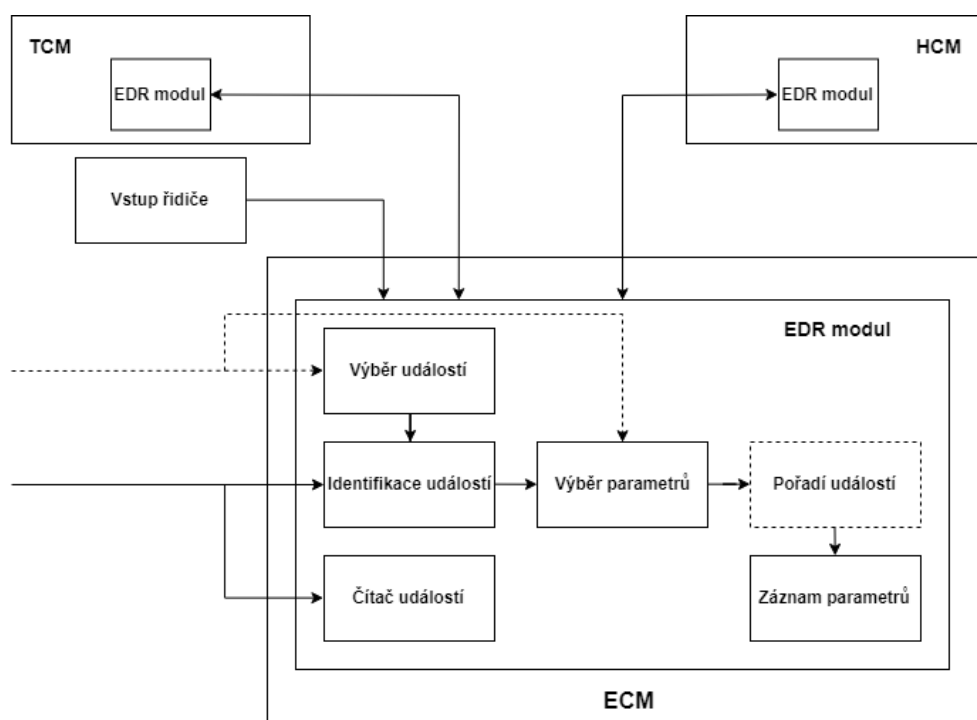 TCM
HCM
EDR modul
EDR modul
Vstup řidiče
EDR modul
Výběr událostí
Identifikace událostí
Výběr parametrů
Pořadí událostí
Čítač událostí
Záznam parametrů
ECM